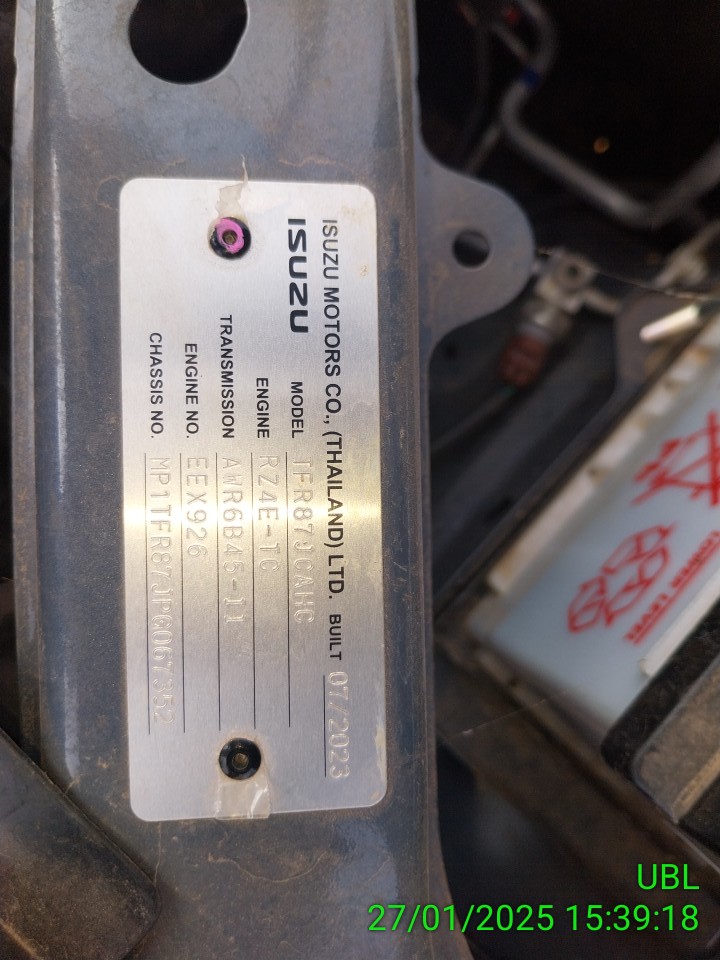 ISUZU MOTORS CO., (THAILAND) LTD. BUILT 07/2023
ISUZU
MODEL TFR87JCAHG
ENGINE RZ4E-TC
TRANSMISSION AWR6B45-II
ENGINE NO. EEX926
CHASSIS NO. MP1TFR87JPG067352
UBL
27/01/2025 15:39:18